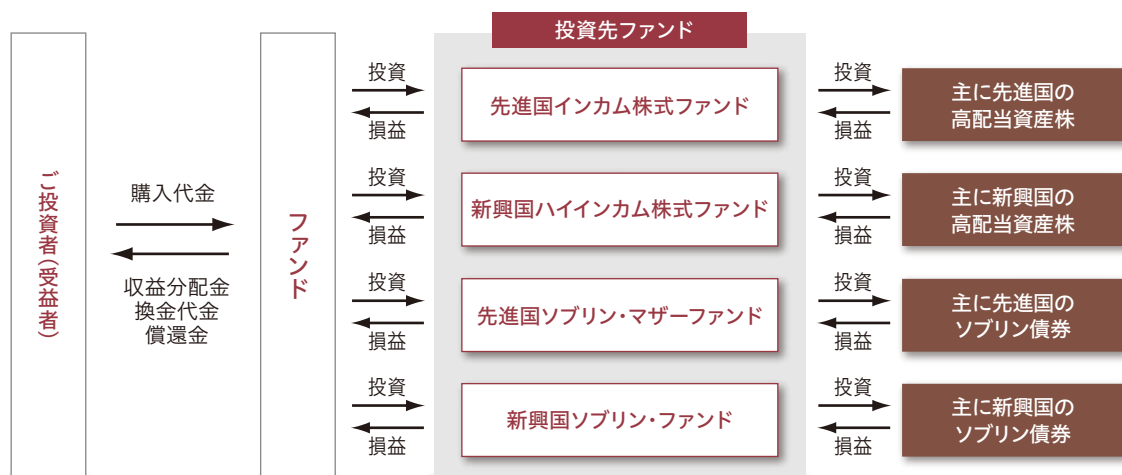 投資先ファンド
ご投資者(受益者)
購入代金
収益分配金
換金代金
償還金
ファンド
投資
損益
先進国インカム株式ファンド
投資
損益
主に先進国の
高配当資産株
投資
損益
新興国ハイインカム株式ファンド
投資
損益
主に新興国の
高配当資産株
投資
損益
先進国ソブリン・マザーファンド
投資
損益
主に先進国の
ソブリン債券
投資
損益
新興国ソブリン・ファンド
投資
損益
主に新興国の
ソブリン債券